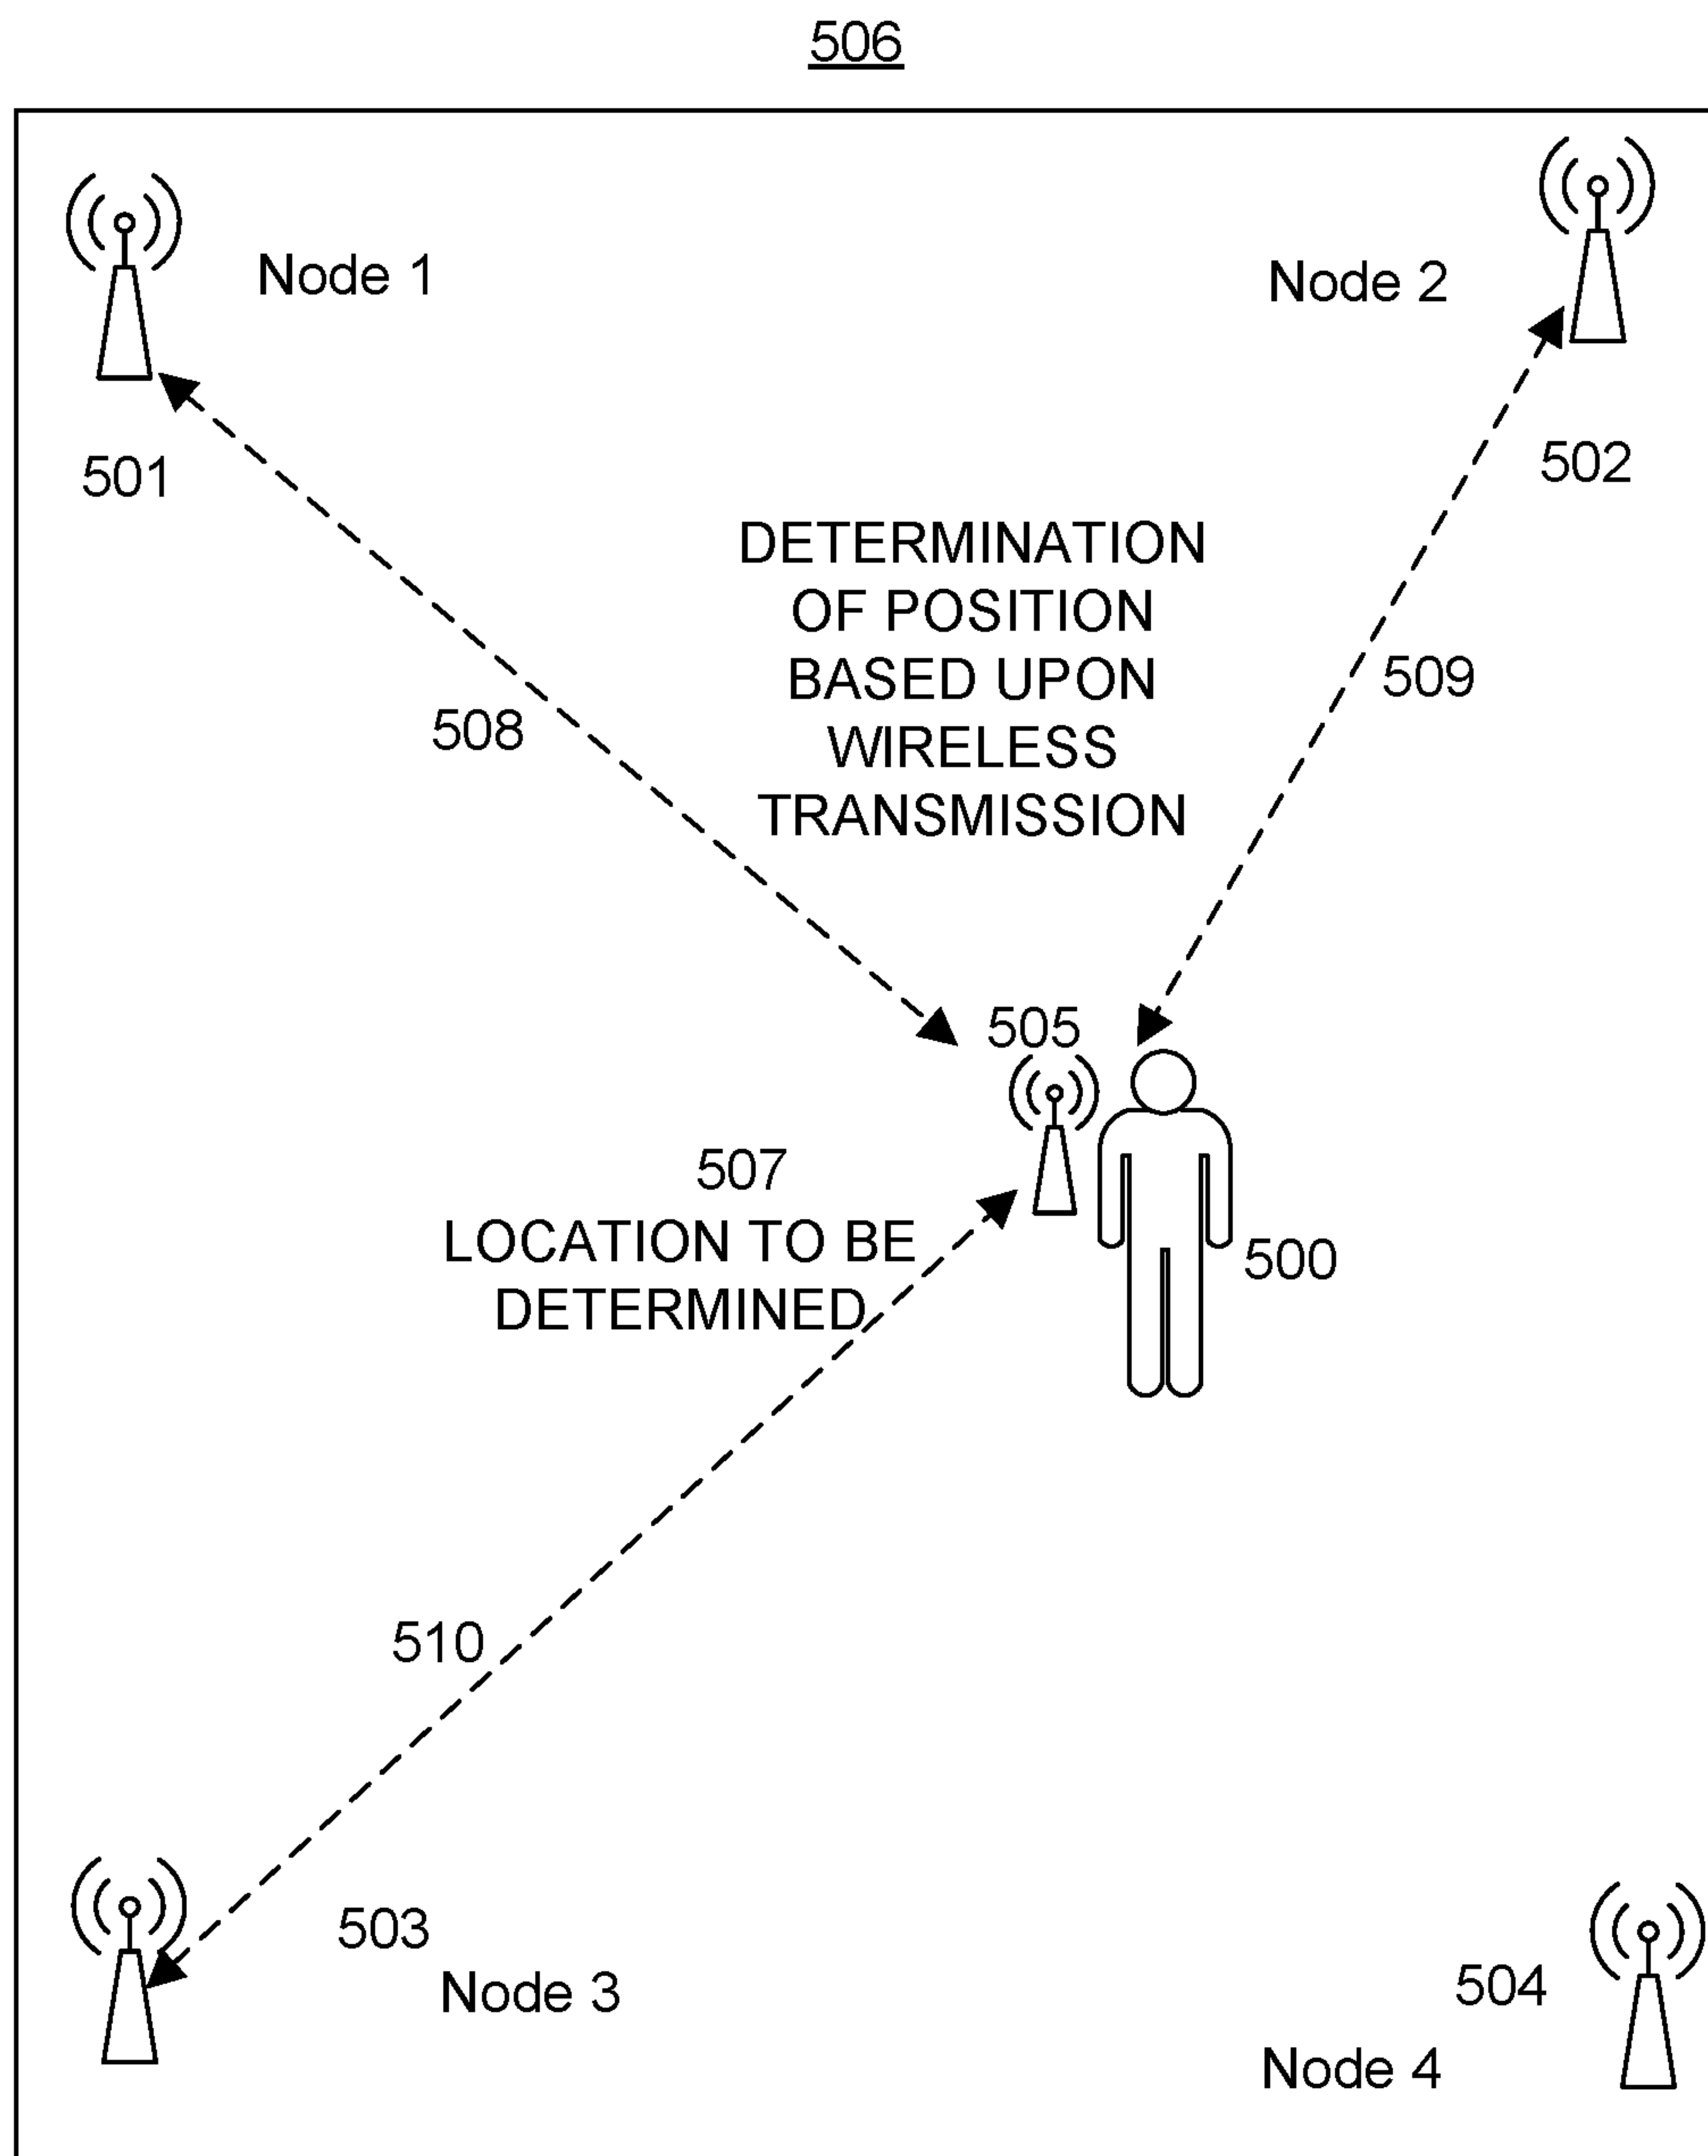 506
Node 1
Node 2
501
502
DETERMINATION
OF POSITION
BASED UPON
WIRELESS
TRANSMISSION
508
509
505
507
LOCATION TO BE
DETERMINED
500
510
503
Node 3
504
Node 4